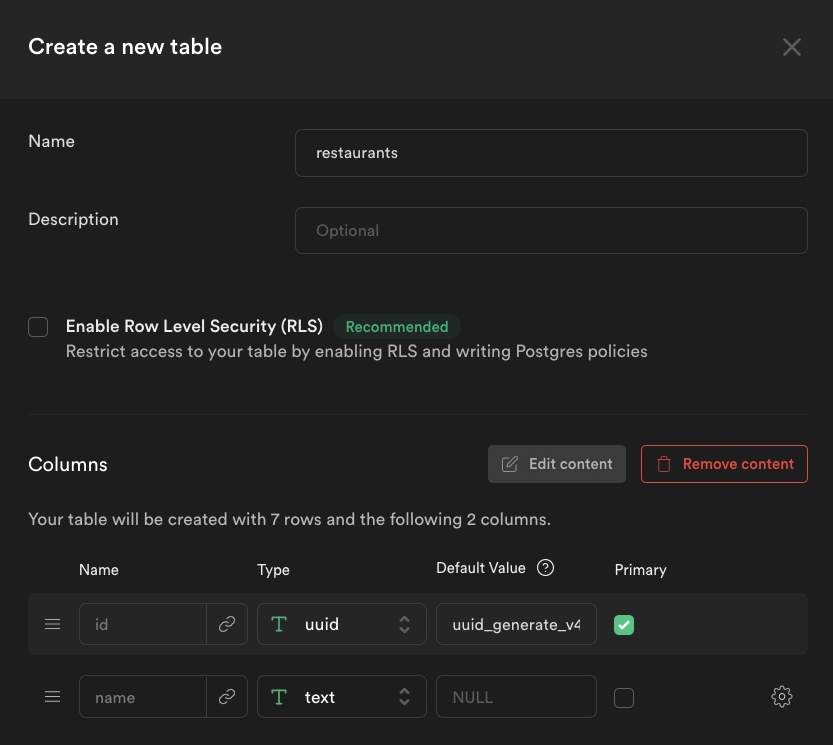 Create a new table
Name
restaurants
Description
Optional
Enable Row Level Security (RLS) Recommended
Restrict access to your table by enabling RLS and writing Postgres policies
Columns Edit content Remove content
Your table will be created with 7 rows and the following 2 columns.
Name Type Default Value ? Primary
id T uuid uuid_generate_v4
name T text NULL